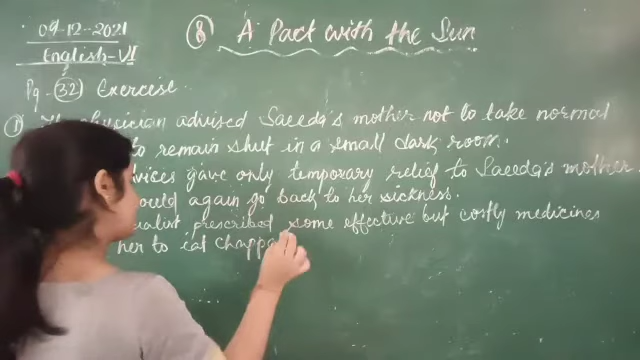 09-12-2021
English-VI
⑧ A Pact with the Sun
Pg-32 Exercise.
① physician advised Saeeda's mother not to take normal
to remain shut in a small dark room.
vices gave only temporary relief to Saeeda's mother.
ould again go back to her sickness.
ialist prescribed some effective but costly medicines
her to eat chappa